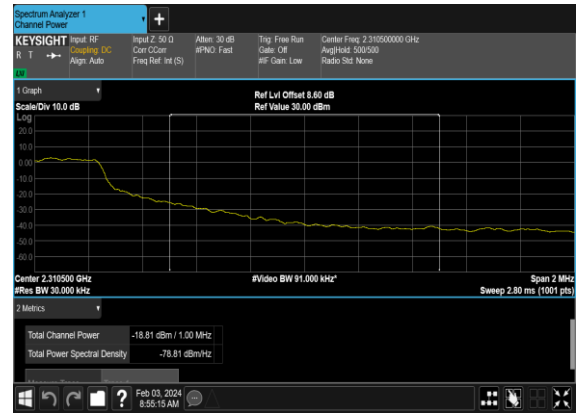 Spectrum Analyzer 1
Channel Power
+
KEYSIGHT
R T
LW
Input: RF
Coupling: DC
Align: Auto
Input Z: 50 Ω
Corr CCorr
Freq Ref: Int (S)
Atten: 30 dB
#PNO: Fast
Trig: Free Run
Gate: Off
#IF Gain: Low
Center Freq: 2.310500000 GHz
Avg|Hold: 500/500
Radio Std: None
1 Graph
Scale/Div 10.0 dB
Ref Lvl Offset 8.60 dB
Ref Value 30.00 dBm
Log
20.0
10.0
0.00
-10.0
-20.0
-30.0
-40.0
-50.0
-60.0
Center 2.310500 GHz
#Res BW 30.000 kHz
#Video BW 91.000 kHz*
Span 2 MHz
Sweep 2.80 ms (1001 pts)
2 Metrics
Total Channel Power -18.81 dBm / 1.00 MHz
Total Power Spectral Density -78.81 dBm/Hz
?
Feb 03, 2024
8:55:15 AM